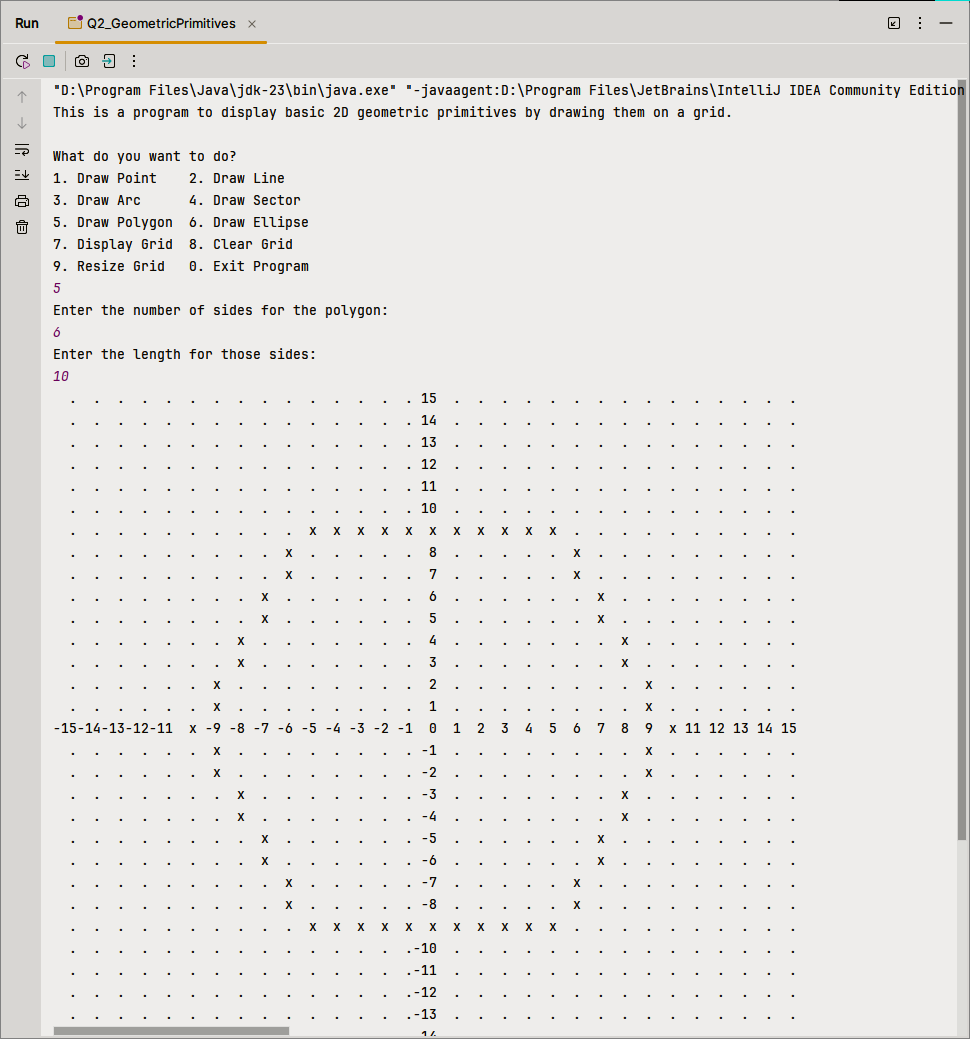 Run Q2_GeometricPrimitives
"D:\Program Files\Java\jdk-23\bin\java.exe" "-javaagent:D:\Program Files\JetBrains\IntelliJ IDEA Community Edition
This is a program to display basic 2D geometric primitives by drawing them on a grid.
What do you want to do?
1. Draw Point    2. Draw Line
3. Draw Arc      4. Draw Sector
5. Draw Polygon  6. Draw Ellipse
7. Display Grid  8. Clear Grid
9. Resize Grid   0. Exit Program
5
Enter the number of sides for the polygon:
6
Enter the length for those sides:
10
. . . . . . . . . . . . . . . 15 . . . . . . . . . . . . . . .
. . . . . . . . . . . . . . . 14 . . . . . . . . . . . . . . .
. . . . . . . . . . . . . . . 13 . . . . . . . . . . . . . . .
. . . . . . . . . . . . . . . 12 . . . . . . . . . . . . . . .
. . . . . . . . . . . . . . . 11 . . . . . . . . . . . . . . .
. . . . . . . . . . . . . . . 10 . . . . . . . . . . . . . . .
. . . . . . . . . . x x x x x x x x x x x . . . . . . . . . .
. . . . . . . . . x . . . . . 8 . . . . . x . . . . . . . . .
. . . . . . . . . x . . . . . 7 . . . . . x . . . . . . . . .
. . . . . . . . x . . . . . . 6 . . . . . . x . . . . . . . .
. . . . . . . . x . . . . . . 5 . . . . . . x . . . . . . . .
. . . . . . . x . . . . . . . 4 . . . . . . . x . . . . . . .
. . . . . . . x . . . . . . . 3 . . . . . . . x . . . . . . .
. . . . . . x . . . . . . . . 2 . . . . . . . . x . . . . . .
. . . . . . x . . . . . . . . 1 . . . . . . . . x . . . . . .
-15-14-13-12-11  x -9 -8 -7 -6 -5 -4 -3 -2 -1  0  1  2  3  4  5  6  7  8  9  x 11 12 13 14 15
. . . . . . x . . . . . . . . -1 . . . . . . . . x . . . . . .
. . . . . . x . . . . . . . . -2 . . . . . . . . x . . . . . .
. . . . . . . x . . . . . . . -3 . . . . . . . x . . . . . . .
. . . . . . . x . . . . . . . -4 . . . . . . . x . . . . . . .
. . . . . . . . x . . . . . . -5 . . . . . . x . . . . . . . .
. . . . . . . . x . . . . . . -6 . . . . . . x . . . . . . . .
. . . . . . . . . x . . . . . -7 . . . . . x . . . . . . . . .
. . . . . . . . . x . . . . . -8 . . . . . x . . . . . . . . .
. . . . . . . . . . x x x x x x x x x x x . . . . . . . . . .
. . . . . . . . . . . . . . .-10 . . . . . . . . . . . . . . .
. . . . . . . . . . . . . . .-11 . . . . . . . . . . . . . . .
. . . . . . . . . . . . . . .-12 . . . . . . . . . . . . . . .
. . . . . . . . . . . . . . .-13 . . . . . . . . . . . . . . .